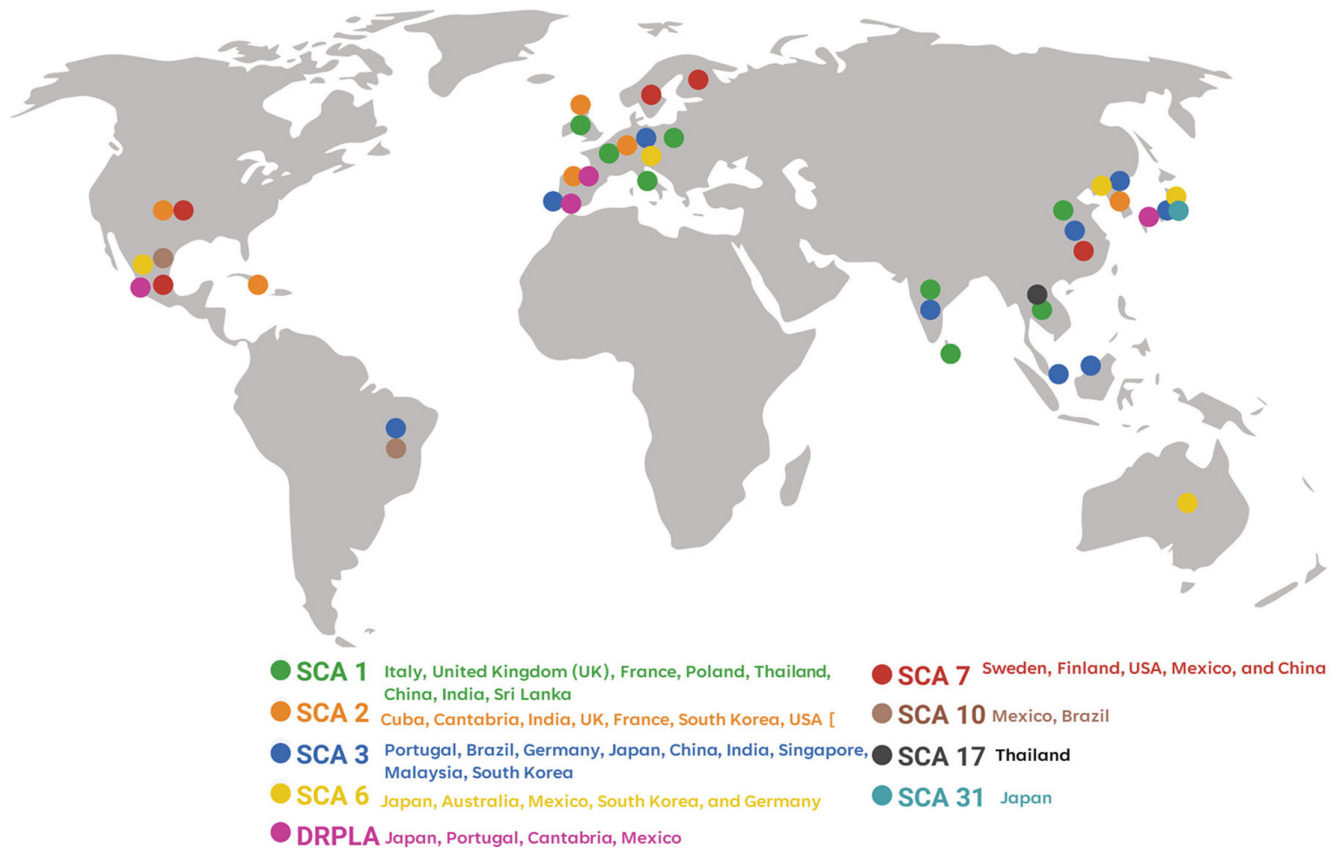 SCA 1 Italy, United Kingdom (UK), France, Poland, Thailand,
China, India, Sri Lanka
SCA 2 Cuba, Cantabria, India, UK, France, South Korea, USA [
SCA 3 Portugal, Brazil, Germany, Japan, China, India, Singapore,
Malaysia, South Korea
SCA 6 Japan, Australia, Mexico, South Korea, and Germany
DRPLA Japan, Portugal, Cantabria, Mexico
SCA 7 Sweden, Finland, USA, Mexico, and China
SCA 10 Mexico, Brazil
SCA 17 Thailand
SCA 31 Japan